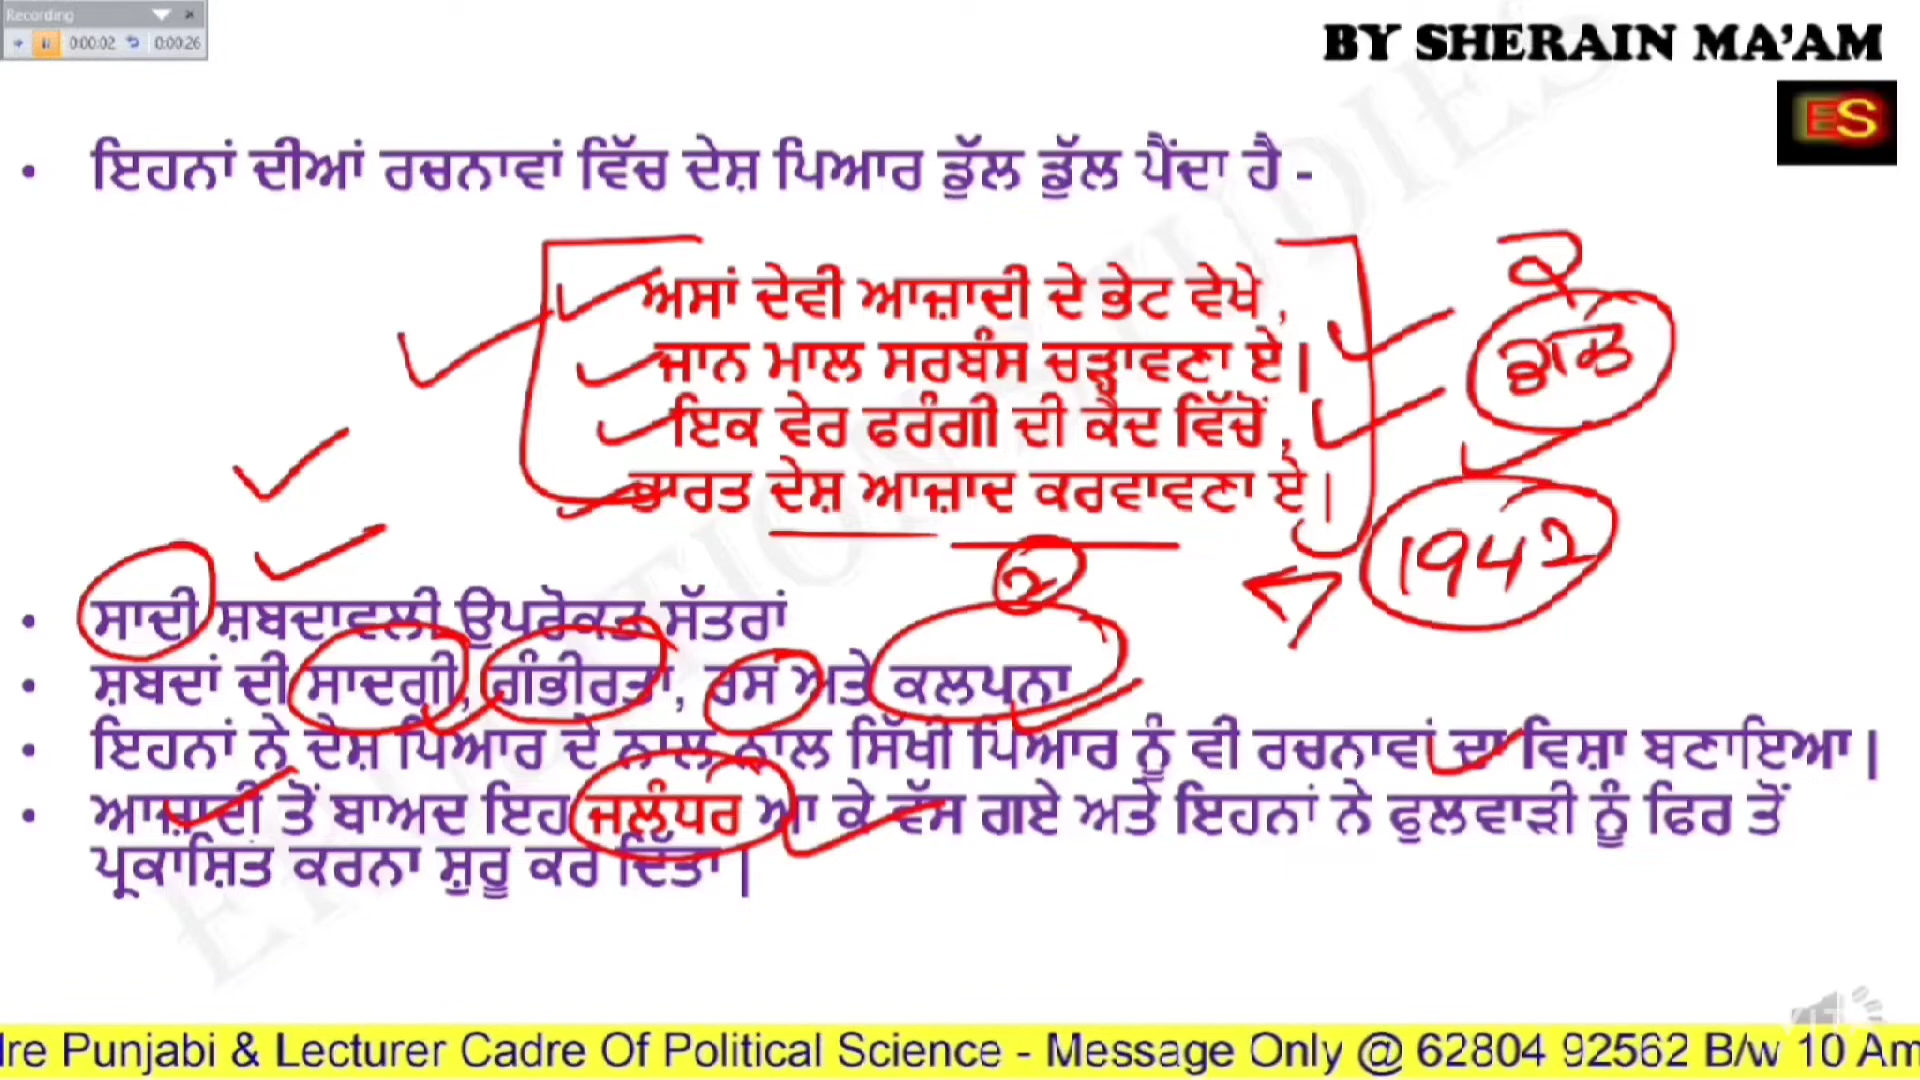 Recording
0:00:02 0:00:26
BY SHERAIN MA'AM
ES
• ਇਹਨਾਂ ਦੀਆਂ ਰਚਨਾਵਾਂ ਵਿੱਚ ਦੇਸ਼ ਪਿਆਰ ਡੁੱਲ ਡੁੱਲ ਪੈਂਦਾ ਹੈ -
ਅਸਾਂ ਦੇਵੀ ਆਜ਼ਾਦੀ ਦੇ ਭੇਟ ਵੇਖੇ ,
ਜਾਨ ਮਾਲ ਸਰਬੰਸ ਚੜ੍ਹਾਵਣਾ ਏ |
ਇਕ ਵੇਰ ਫਰੰਗੀ ਦੀ ਕੈਦ ਵਿੱਚੋਂ ,
ਭਾਰਤ ਦੇਸ਼ ਆਜ਼ਾਦ ਕਰਵਾਵਣਾ ਏ |
1942
2
• ਸਾਦੀ ਸ਼ਬਦਾਵਲੀ ਉਪਰੋਕਤ ਸੱਤਰਾਂ
• ਸ਼ਬਦਾਂ ਦੀ ਸਾਦਗੀ, ਗੰਭੀਰਤਾ, ਰਸ ਅਤੇ ਕਲਪਨਾ
• ਇਹਨਾਂ ਨੇ ਦੇਸ਼ ਪਿਆਰ ਦੇ ਨਾਲ ਨਾਲ ਸਿੱਖੀ ਪਿਆਰ ਨੂੰ ਵੀ ਰਚਨਾਵਾਂ ਦਾ ਵਿਸ਼ਾ ਬਣਾਇਆ |
• ਆਜ਼ਾਦੀ ਤੋਂ ਬਾਅਦ ਇਹ ਜਲੰਧਰ ਆ ਕੇ ਵੱਸ ਗਏ ਅਤੇ ਇਹਨਾਂ ਨੇ ਫੁਲਵਾੜੀ ਨੂੰ ਫਿਰ ਤੋਂ
ਪ੍ਰਕਾਸ਼ਿਤ ਕਰਨਾ ਸ਼ੁਰੂ ਕਰ ਦਿੱਤਾ |
dre Punjabi & Lecturer Cadre Of Political Science - Message Only @ 62804 92562 B/w 10 Am